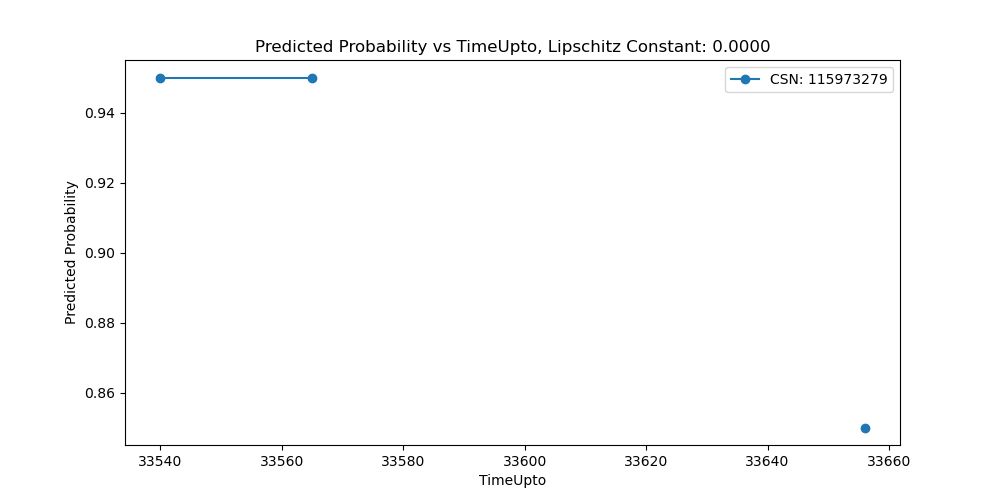 Predicted Probability vs TimeUpto, Lipschitz Constant: 0.0000
CSN: 115973279
Predicted Probability
0.94
0.92
0.90
0.88
0.86
33540 33560 33580 33600 33620 33640 33660
TimeUpto